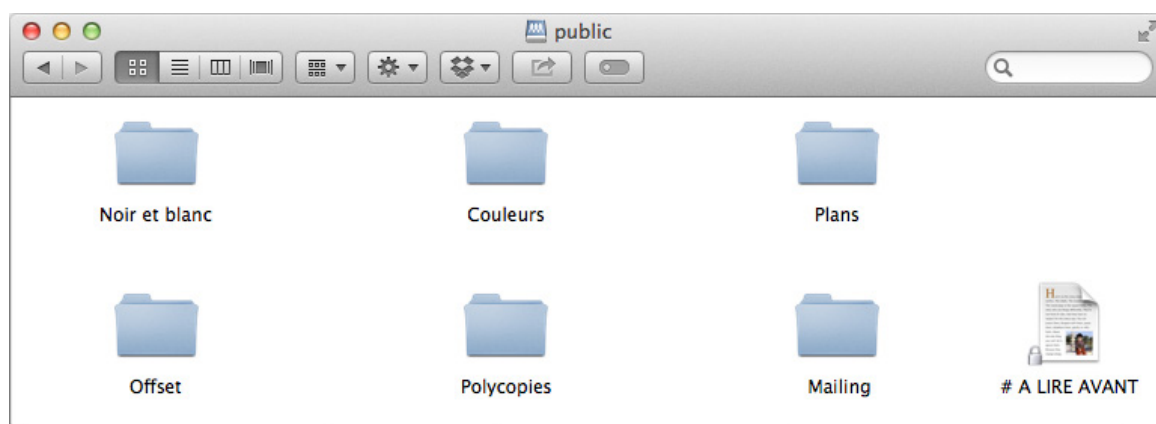 public
Noir et blanc
Couleurs
Plans
Offset
Polycopies
Mailing
# A LIRE AVANT